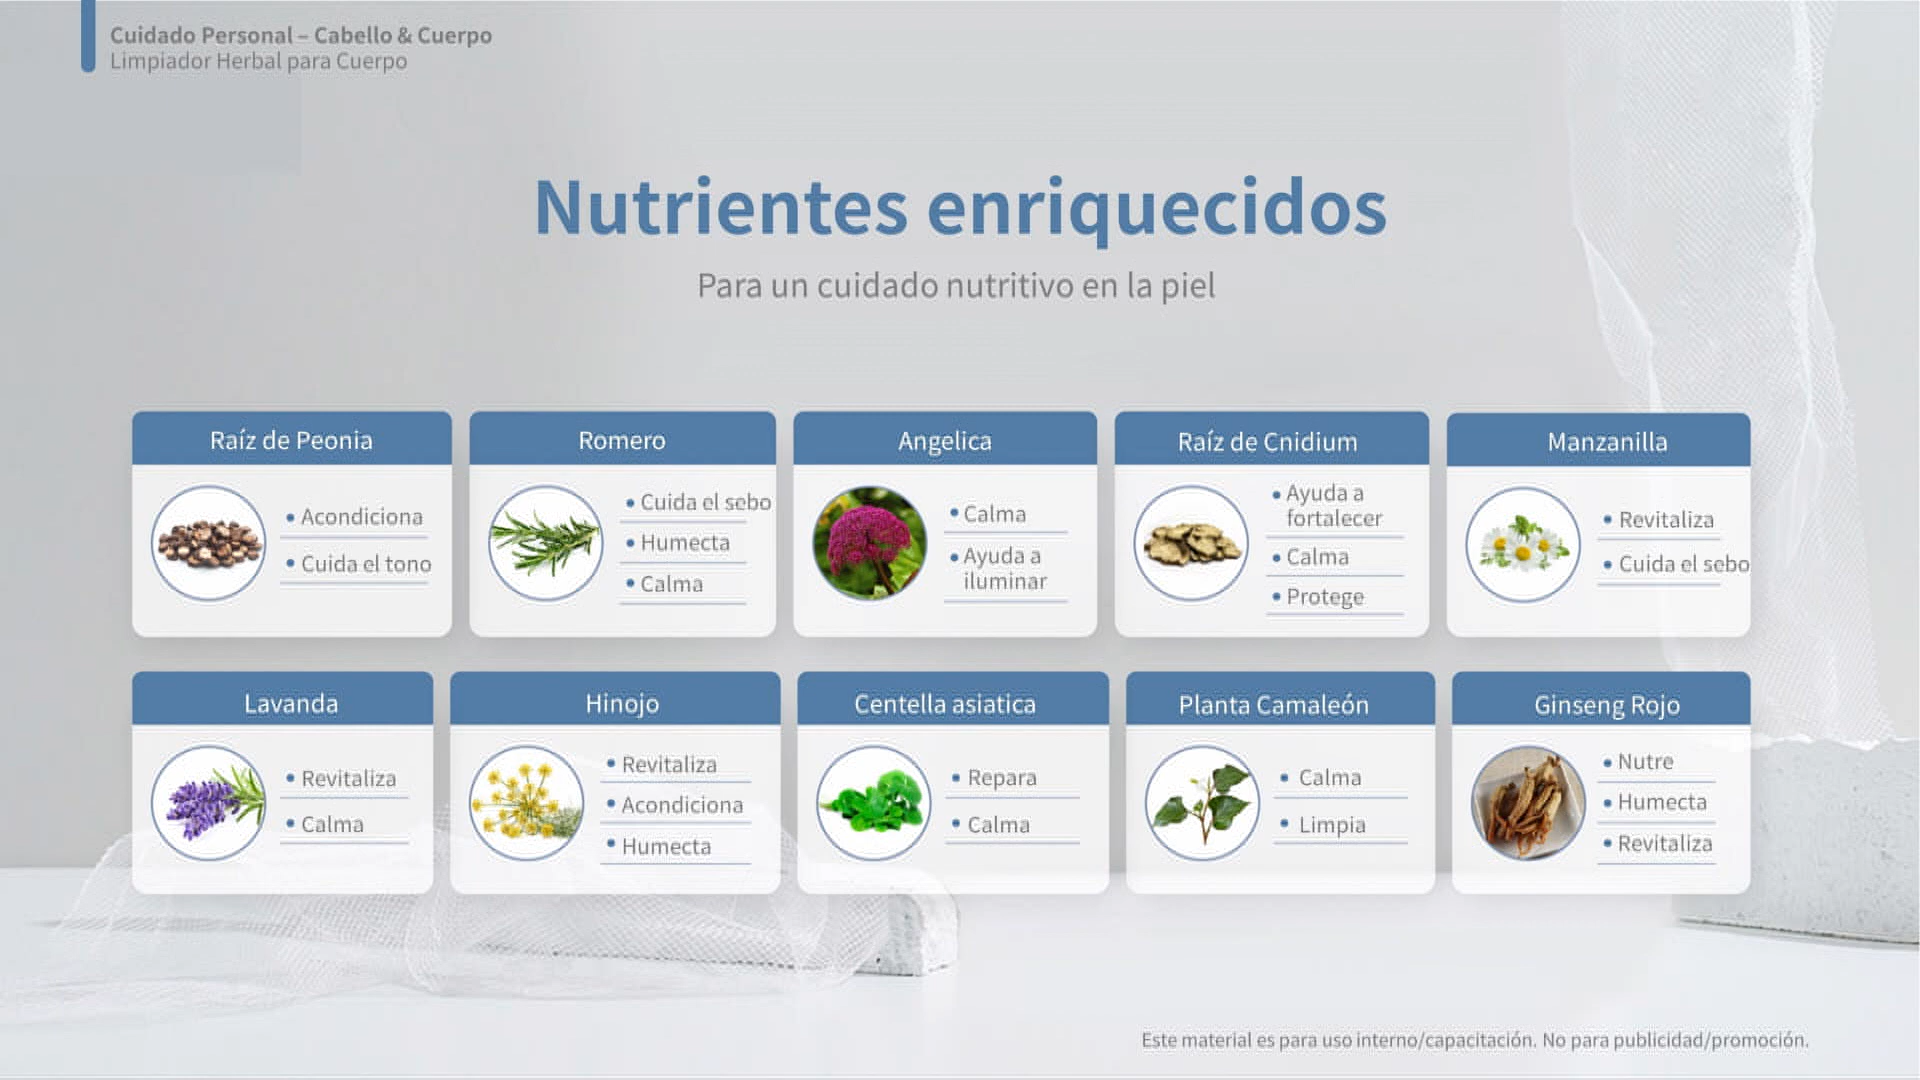 Cuidado Personal – Cabello & Cuerpo
Limpiador Herbal para Cuerpo
Nutrientes enriquecidos
Para un cuidado nutritivo en la piel
Raíz de Peonia
• Acondiciona
• Cuida el tono
Romero
• Cuida el sebo
• Humecta
• Calma
Angelica
• Calma
• Ayuda a
iluminar
Raíz de Cnidium
• Ayuda a
fortalecer
• Calma
• Protege
Manzanilla
• Revitaliza
• Cuida el sebo
Lavanda
• Revitaliza
• Calma
Hinojo
• Revitaliza
• Acondiciona
• Humecta
Centella asiatica
• Repara
• Calma
Planta Camaleón
• Calma
• Limpia
Ginseng Rojo
• Nutre
• Humecta
• Revitaliza
Este material es para uso interno/capacitación. No para publicidad/promoción.